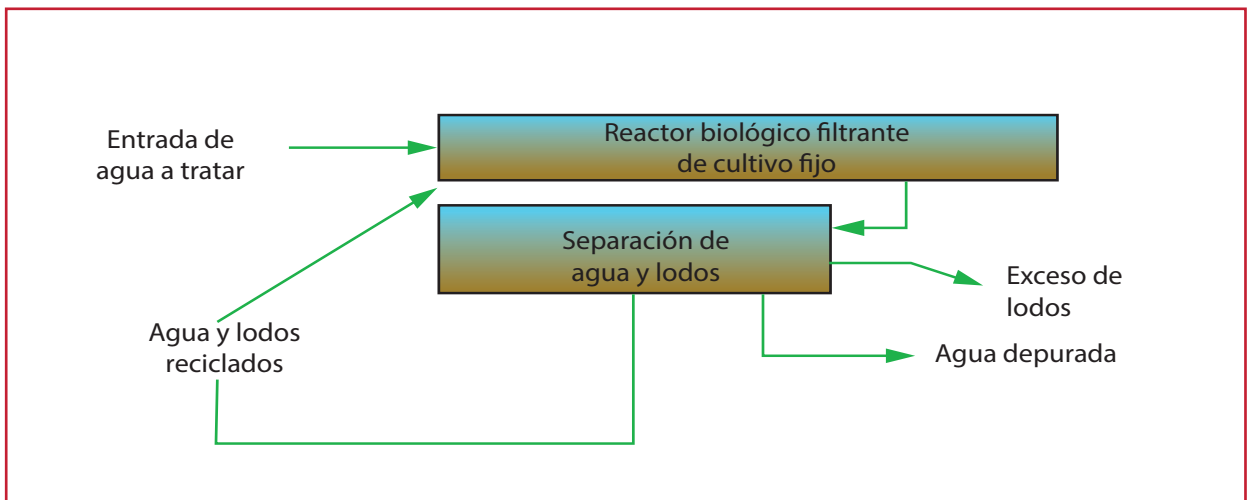 Entrada de
agua a tratar
Reactor biológico filtrante
de cultivo fijo
Separación de
agua y lodos
Exceso de
lodos
Agua y lodos
reciclados
Agua depurada